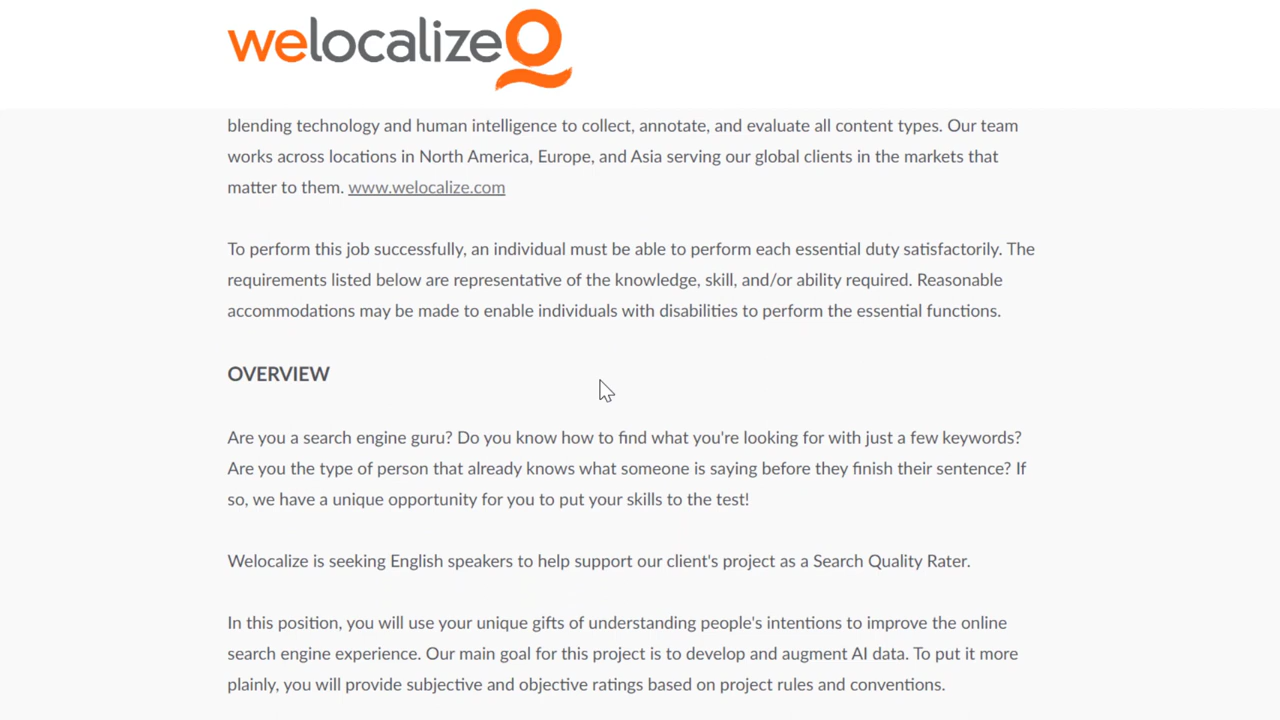 welocalize
blending technology and human intelligence to collect, annotate, and evaluate all content types. Our team
works across locations in North America, Europe, and Asia serving our global clients in the markets that
matter to them. www.welocalize.com
To perform this job successfully, an individual must be able to perform each essential duty satisfactorily. The
requirements listed below are representative of the knowledge, skill, and/or ability required. Reasonable
accommodations may be made to enable individuals with disabilities to perform the essential functions.
OVERVIEW
Are you a search engine guru? Do you know how to find what you're looking for with just a few keywords?
Are you the type of person that already knows what someone is saying before they finish their sentence? If
so, we have a unique opportunity for you to put your skills to the test!
Welocalize is seeking English speakers to help support our client's project as a Search Quality Rater.
In this position, you will use your unique gifts of understanding people's intentions to improve the online
search engine experience. Our main goal for this project is to develop and augment AI data. To put it more
plainly, you will provide subjective and objective ratings based on project rules and conventions.